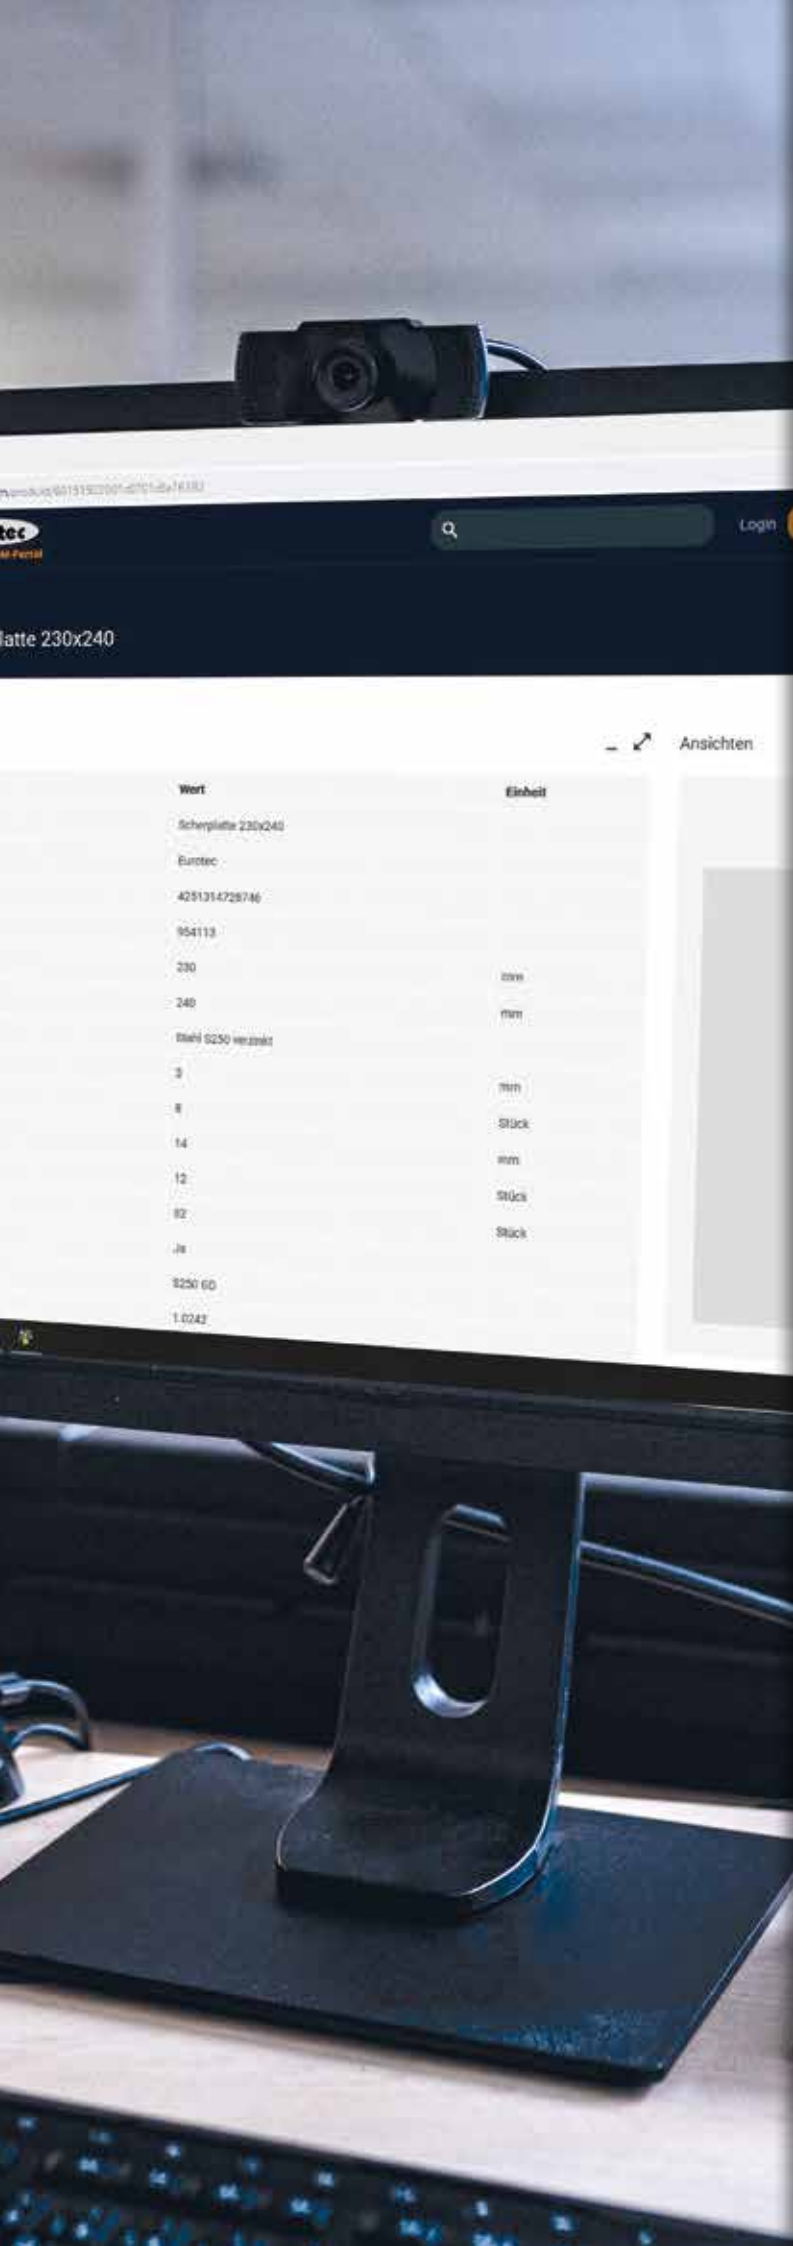 tec
M-Portal
Login
latte 230x240
Ansichten
Wert Einheit
Scherplatte 230x240
Eurotec
4251314728746
954113
230 mm
240 mm
Stahl S250 verzinkt
3 mm
8 Stück
14 mm
12 Stück
Stück
Ja
S250 GD
1.0242